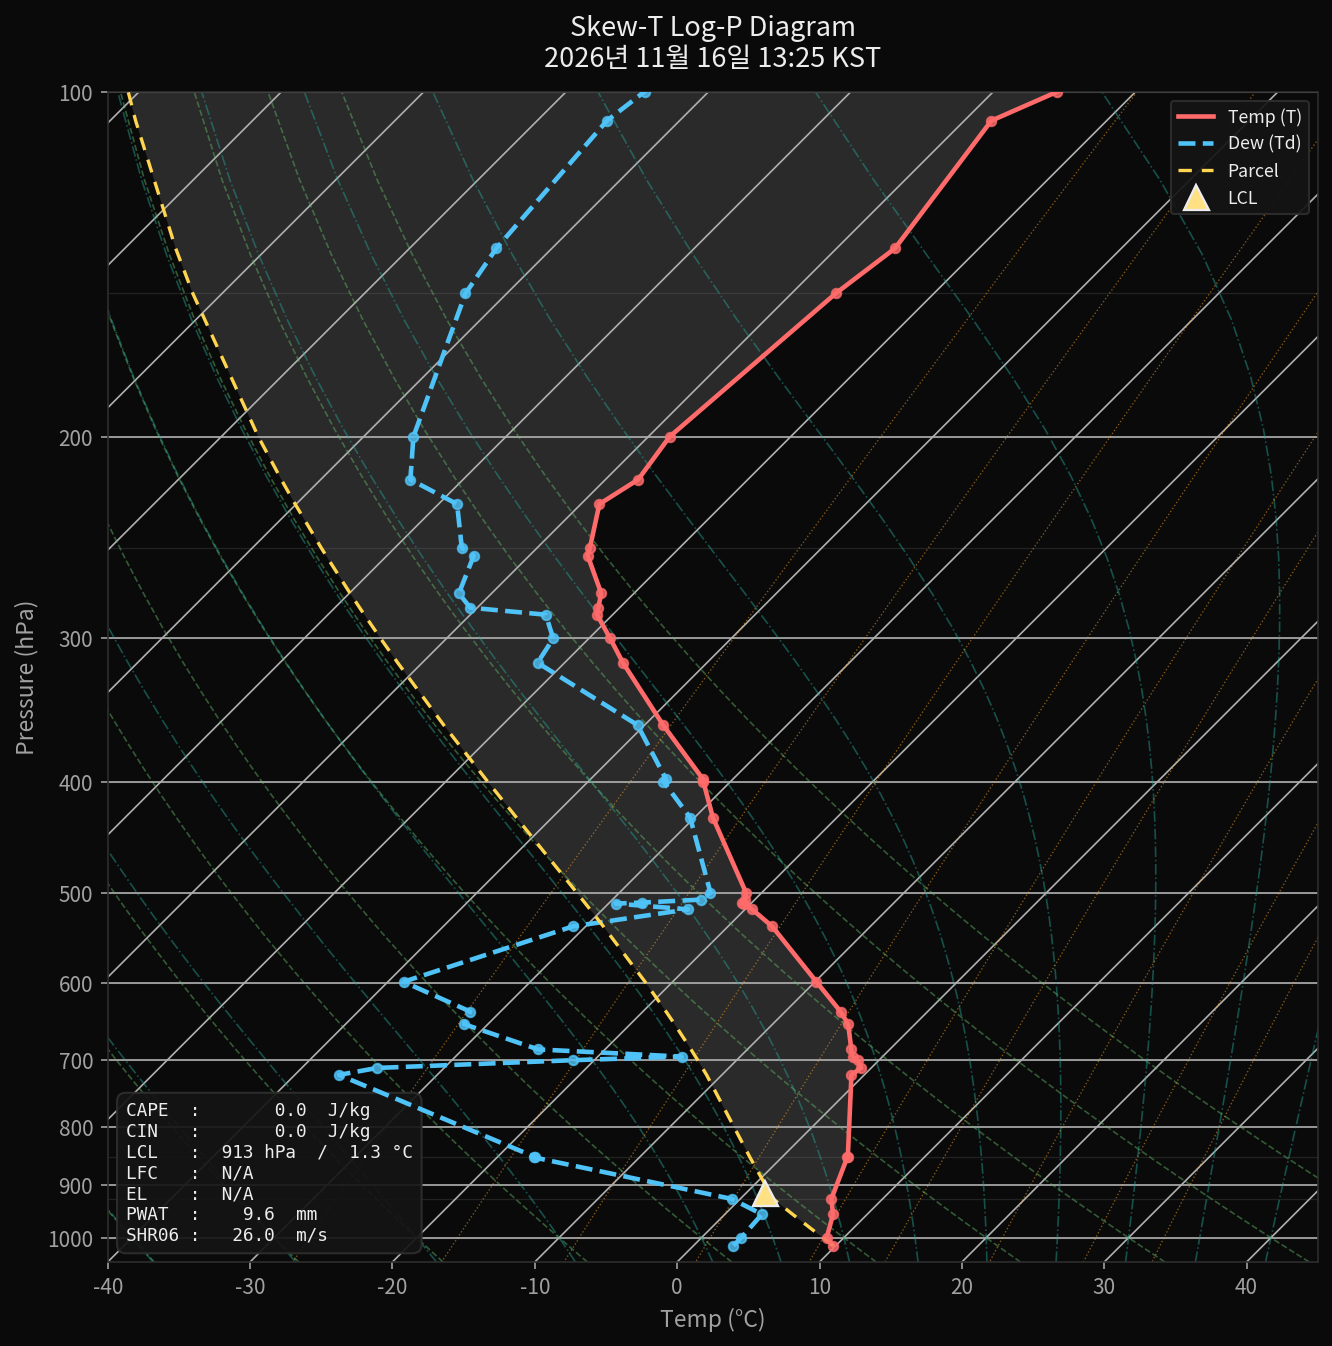 Skew-T Log-P Diagram
2026년 11월 16일 13:25 KST
Temp (T)
Dew (Td)
Parcel
LCL
100
200
300
400
500
600
700
800
900
1000
Pressure (hPa)
CAPE : 0.0 J/kg
CIN : 0.0 J/kg
LCL : 913 hPa / 1.3 °C
LFC : N/A
EL : N/A
PWAT : 9.6 mm
SHR06 : 26.0 m/s
-40 -30 -20 -10 0 10 20 30 40
Temp (°C)